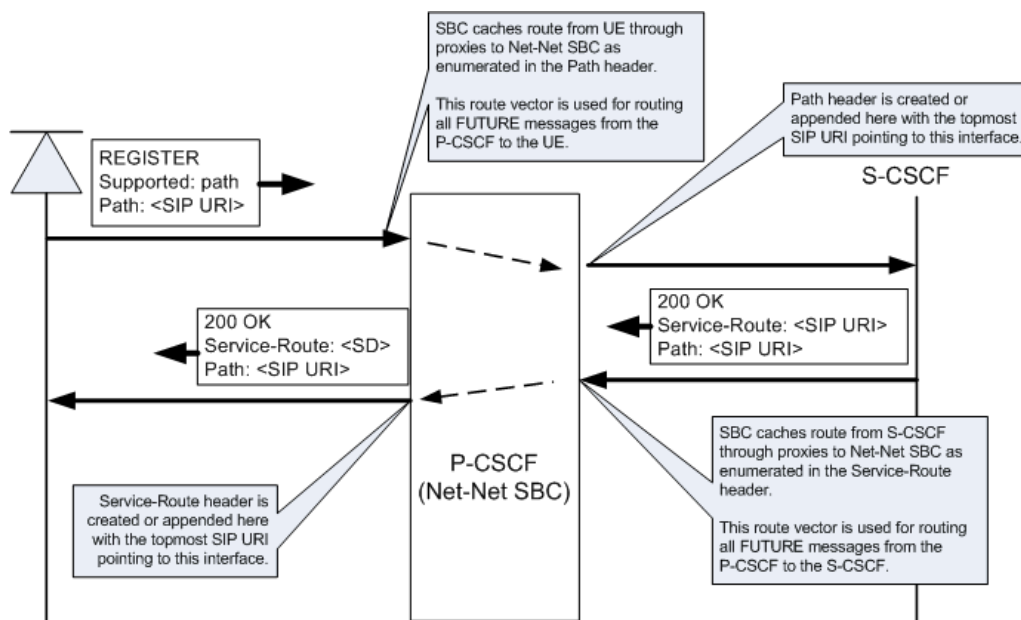 SBC caches route from UE through
proxies to Net-Net SBC as
enumerated in the Path header.
This route vector is used for routing
all FUTURE messages from the
P-CSCF to the UE.
Path header is created or
appended here with the topmost
SIP URI pointing to this interface.
REGISTER
Supported: path
Path: <SIP URI>
S-CSCF
200 OK
Service-Route: <SD>
Path: <SIP URI>
200 OK
Service-Route: <SIP URI>
Path: <SIP URI>
P-CSCF
(Net-Net SBC)
Service-Route header is
created or appended here
with the topmost SIP URI
pointing to this interface.
SBC caches route from S-CSCF
through proxies to Net-Net SBC as
enumerated in the Service-Route
header.
This route vector is used for routing
all FUTURE messages from the
P-CSCF to the S-CSCF.